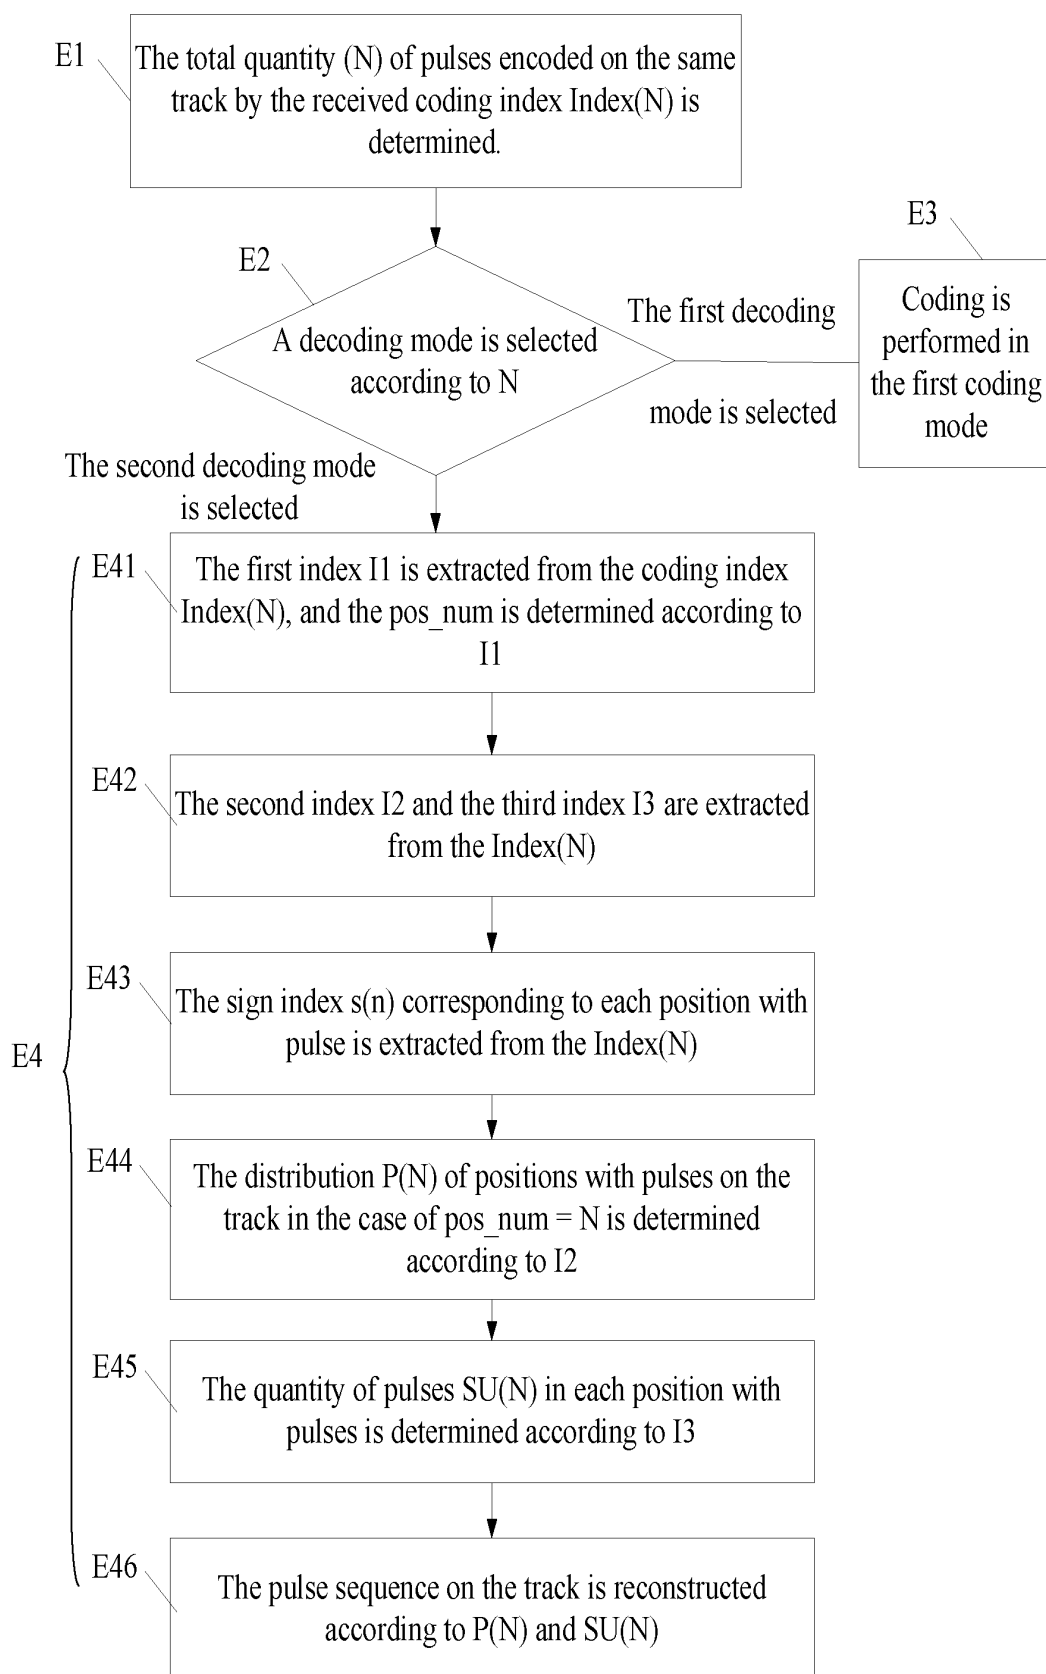 E1
The total quantity (N) of pulses encoded on the same
track by the received coding index Index(N) is
determined.
E3
E2
Coding is
performed in
the first coding
mode
The first decoding
mode is selected
A decoding mode is selected
according to N
The second decoding mode
is selected
E4
E41
The first index I1 is extracted from the coding index
Index(N), and the pos_num is determined according to
I1
E42
The second index I2 and the third index I3 are extracted
from the Index(N)
E43
The sign index s(n) corresponding to each position with
pulse is extracted from the Index(N)
E44
The distribution P(N) of positions with pulses on the
track in the case of pos_num = N is determined
according to I2
E45
The quantity of pulses SU(N) in each position with
pulses is determined according to I3
E46
The pulse sequence on the track is reconstructed
according to P(N) and SU(N)